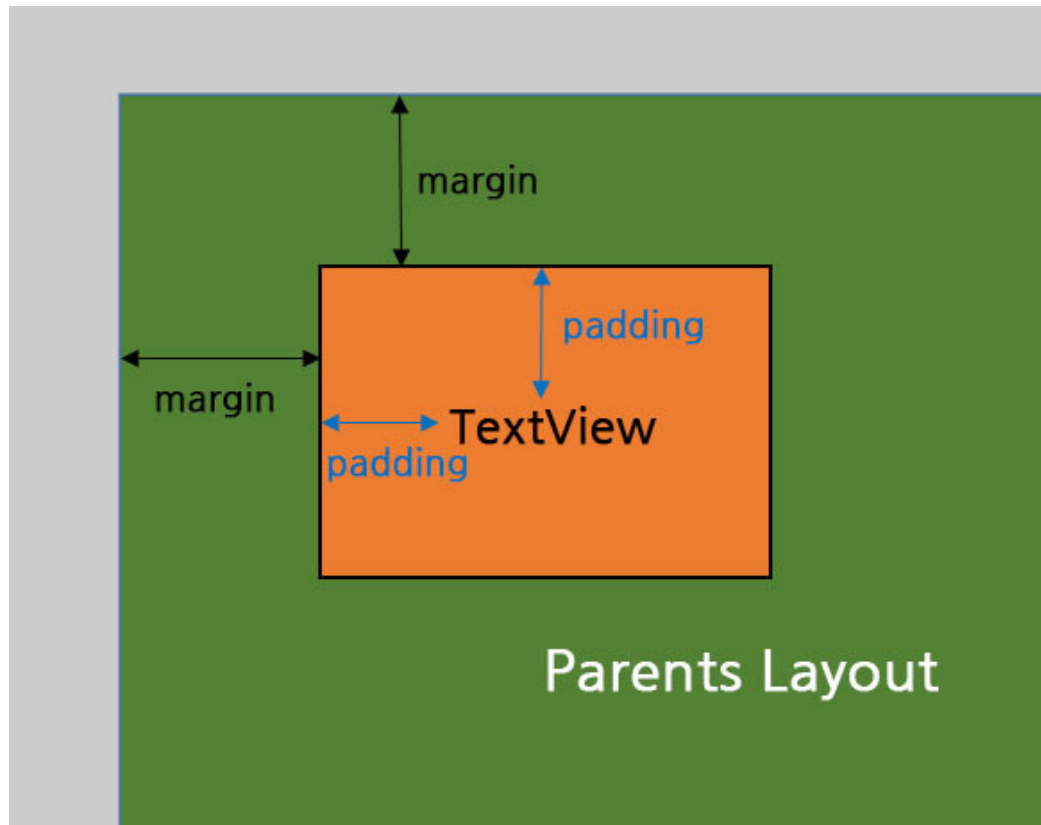 margin
padding
margin
TextView
padding
Parents Layout